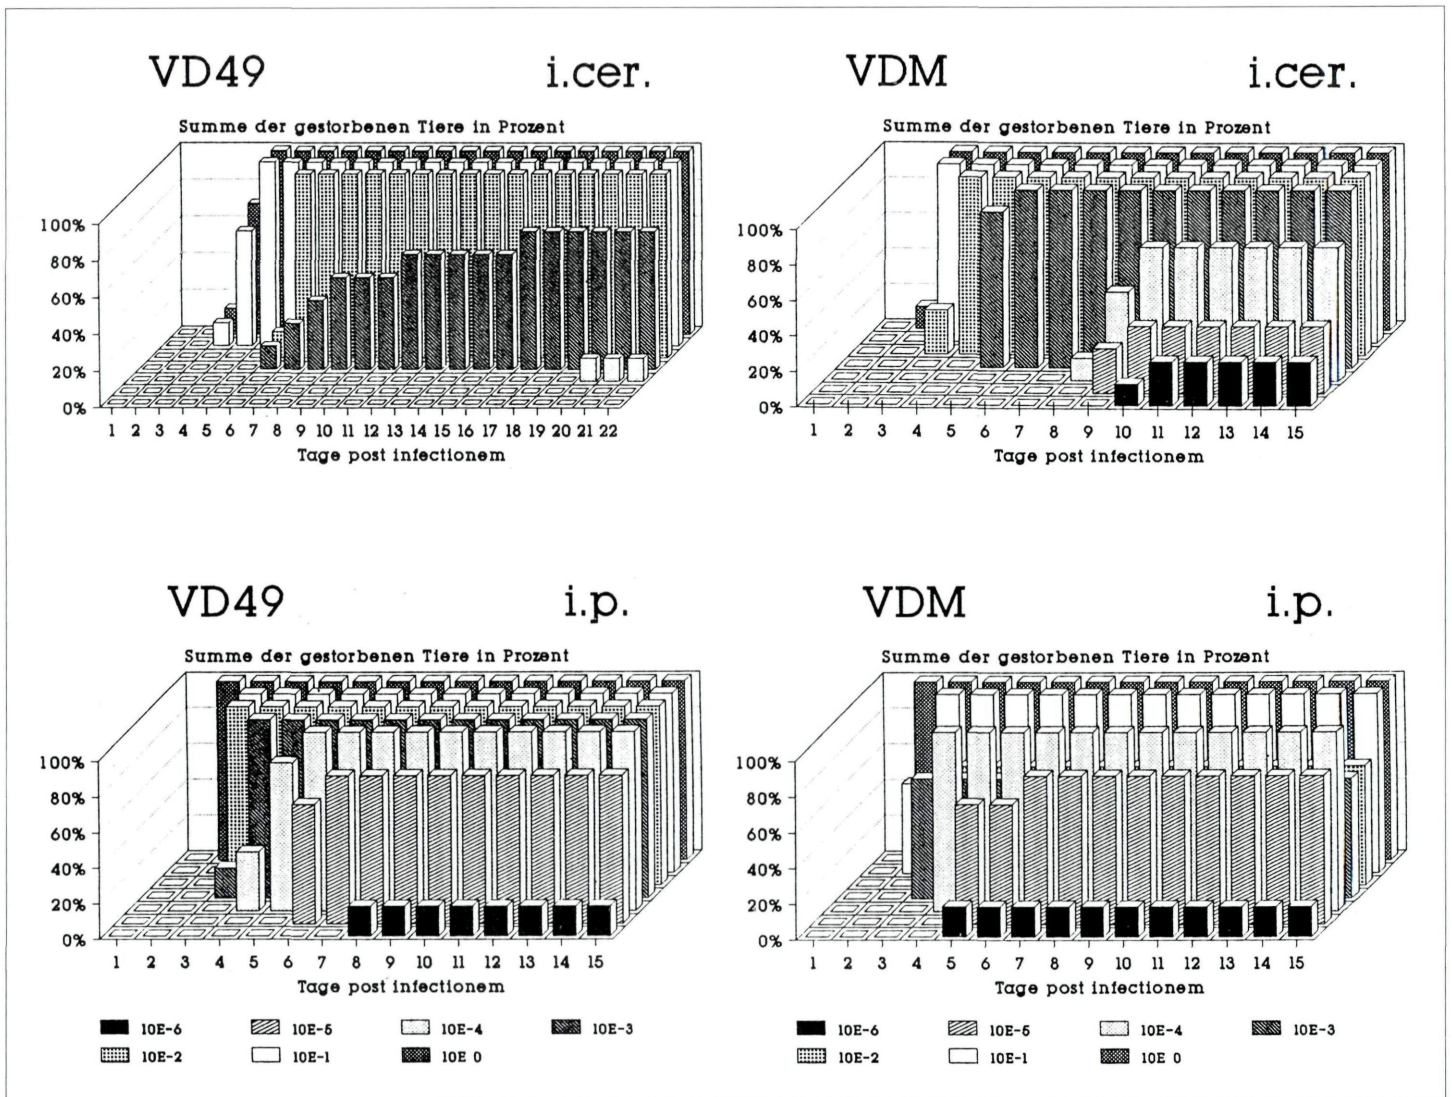 VD49 i.cer.
Summe der gestorbenen Tiere in Prozent
100%
80%
60%
40%
20%
0%
1 2 3 4 5 6 7 8 9 10 11 12 13 14 15 16 17 18 19 20 21 22
Tage post infectionem
VDM i.cer.
Summe der gestorbenen Tiere in Prozent
100%
80%
60%
40%
20%
0%
1 2 3 4 5 6 7 8 9 10 11 12 13 14 15
Tage post infectionem
VD49 i.p.
Summe der gestorbenen Tiere in Prozent
100%
80%
60%
40%
20%
0%
1 2 3 4 5 6 7 8 9 10 11 12 13 14 15
Tage post infectionem
10E-6 10E-5 10E-4 10E-3
10E-2 10E-1 10E 0
VDM i.p.
Summe der gestorbenen Tiere in Prozent
100%
80%
60%
40%
20%
0%
1 2 3 4 5 6 7 8 9 10 11 12 13 14 15
Tage post infectionem
10E-6 10E-5 10E-4 10E-3
10E-2 10E-1 10E 0